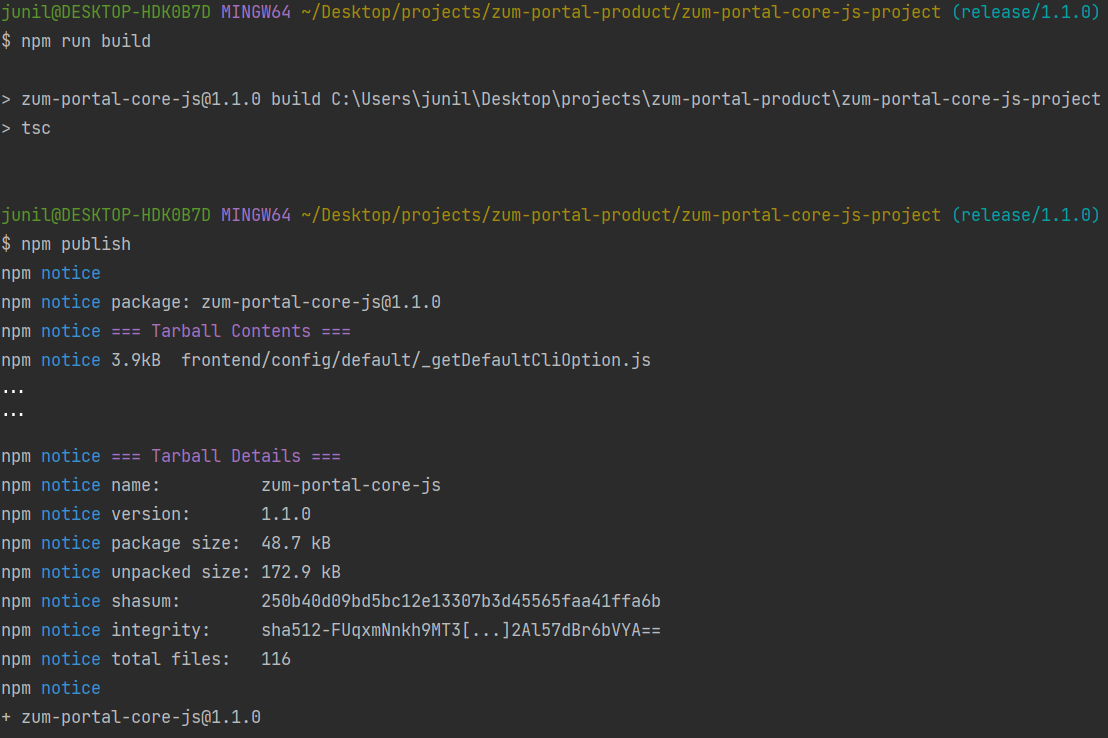 junil@DESKTOP-HDK0B7D MINGW64 ~/Desktop/projects/zum-portal-product/zum-portal-core-js-project (release/1.1.0)
$ npm run build
> zum-portal-core-js@1.1.0 build C:\Users\junil\Desktop\projects\zum-portal-product\zum-portal-core-js-project
> tsc
junil@DESKTOP-HDK0B7D MINGW64 ~/Desktop/projects/zum-portal-product/zum-portal-core-js-project (release/1.1.0)
$ npm publish
npm notice
npm notice package: zum-portal-core-js@1.1.0
npm notice === Tarball Contents ===
npm notice 3.9kB  frontend/config/default/_getDefaultCliOption.js
...
...
npm notice === Tarball Details ===
npm notice name:          zum-portal-core-js
npm notice version:       1.1.0
npm notice package size:  48.7 kB
npm notice unpacked size: 172.9 kB
npm notice shasum:        250b40d09bd5bc12e13307b3d45565faa41ffa6b
npm notice integrity:     sha512-FUqxmNnkh9MT3[...]2Al57dBr6bVYA==
npm notice total files:   116
npm notice
+ zum-portal-core-js@1.1.0